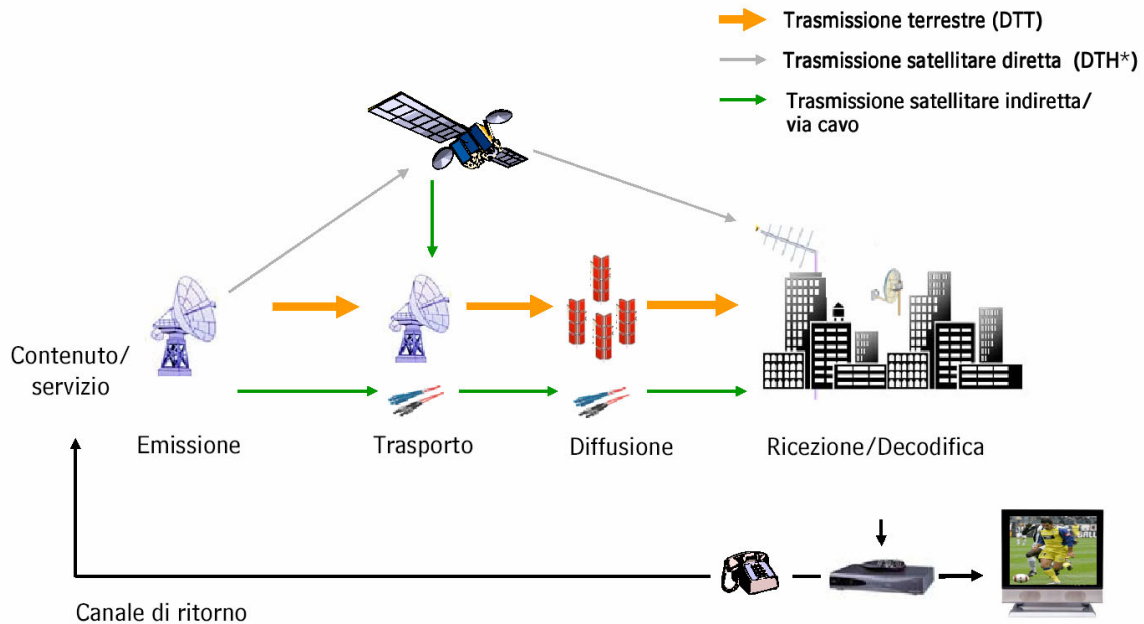 Trasmissione terrestre (DTT)
Trasmissione satellitare diretta (DTH*)
Trasmissione satellitare indiretta/
via cavo
Contenuto/
servizio
Emissione
Trasporto
Diffusione
Ricezione/Decodifica
Canale di ritorno